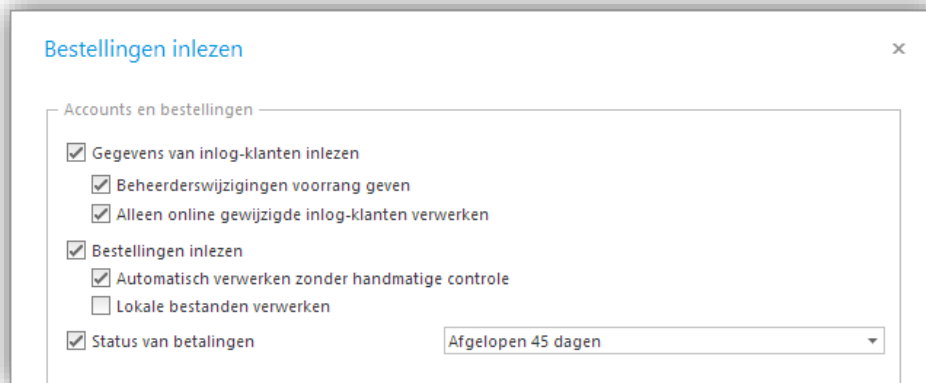 Bestellingen inlezen
Accounts en bestellingen
Gegevens van inlog-klanten inlezen
Beheerderswijzigingen voorrang geven
Alleen online gewijzigde inlog-klanten verwerken
Bestellingen inlezen
Automatisch verwerken zonder handmatige controle
Lokale bestanden verwerken
Status van betalingen Afgelopen 45 dagen